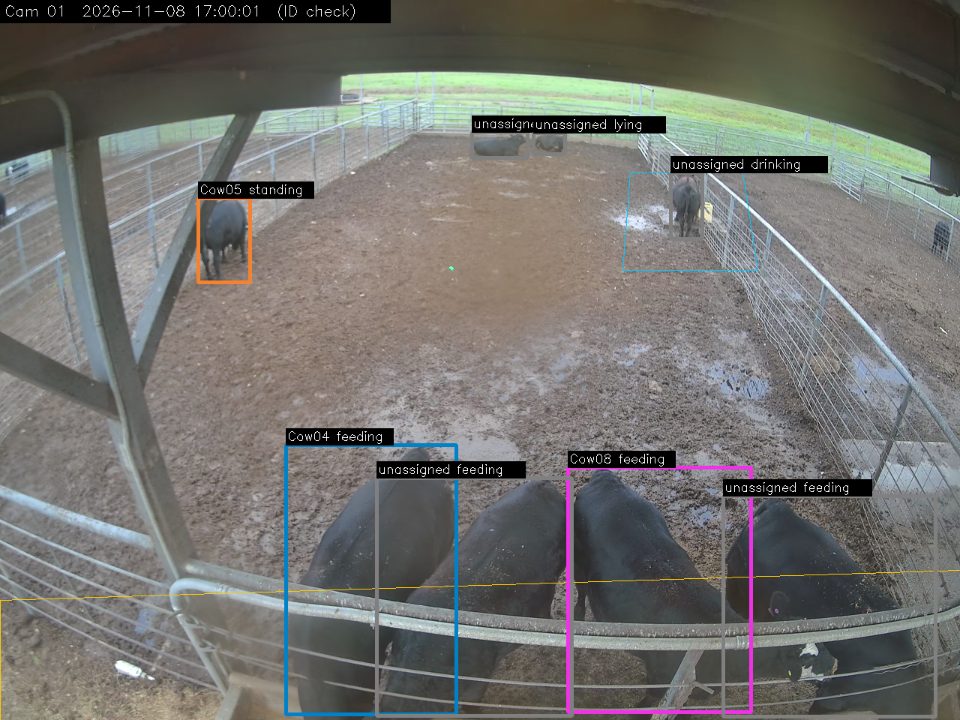 Cam 01 2026-11-08 17:00:01 (ID check)
unassign
unassigned lying
unassigned drinking
Cow05 standing
Cow04 feeding
unassigned feeding
Cow08 feeding
unassigned feeding